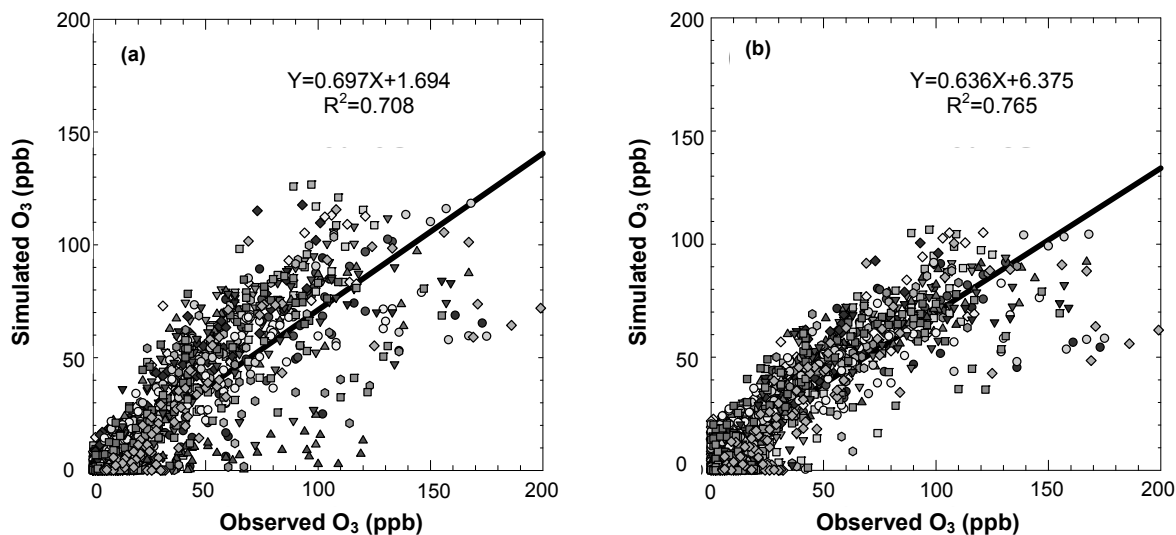 (a)
Y=0.697X+1.694
R²=0.708
Simulated O₃ (ppb)
200
150
100
50
0
0 50 100 150 200
Observed O₃ (ppb)
(b)
Y=0.636X+6.375
R²=0.765
Simulated O₃ (ppb)
200
150
100
50
0
0 50 100 150 200
Observed O₃ (ppb)